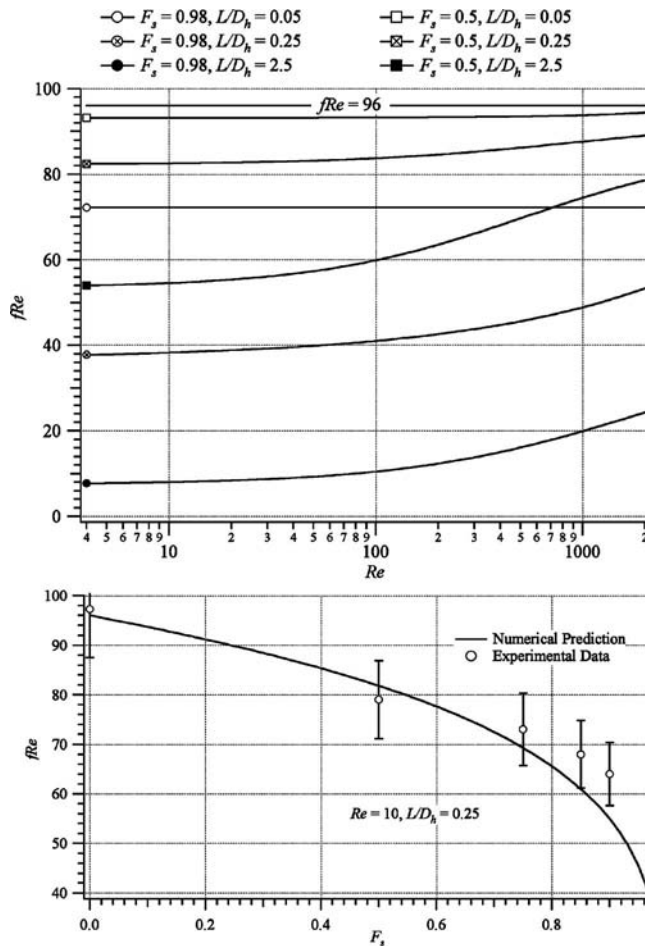 F_s = 0.98, L/D_h = 0.05
F_s = 0.5, L/D_h = 0.05
F_s = 0.98, L/D_h = 0.25
F_s = 0.5, L/D_h = 0.25
F_s = 0.98, L/D_h = 2.5
F_s = 0.5, L/D_h = 2.5
100
fRe = 96
80
60
fRe
40
20
0
4 5 6 7 8 9 10 2 3 4 5 6 7 8 9 100 2 3 4 5 6 7 8 9 1000 2
Re
100
90
Numerical Prediction
Experimental Data
80
fRe
70
60
Re = 10, L/D_h = 0.25
50
40
0.0 0.2 0.4 0.6 0.8
F_s